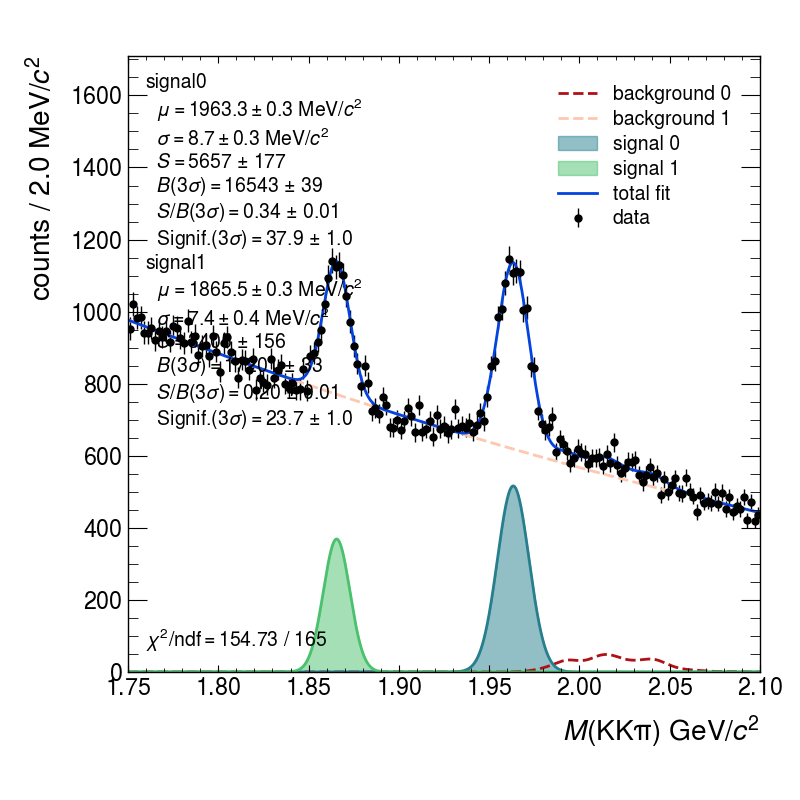 counts / 2.0 MeV/c²
1600
1400
1200
1000
800
600
400
200
0
signal0
μ = 1963.3 ± 0.3 MeV/c²
σ = 8.7 ± 0.3 MeV/c²
S = 5657 ± 177
B(3σ) = 16543 ± 39
S/B(3σ) = 0.34 ± 0.01
Signif.(3σ) = 37.9 ± 1.0
signal1
μ = 1865.5 ± 0.3 MeV/c²
σ = 7.4 ± 0.4 MeV/c²
± 156
B(3σ) ± 33
S/B(3σ) = 0.20 ± 0.01
Signif.(3σ) = 23.7 ± 1.0
χ²/ndf = 154.73 / 165
background 0
background 1
signal 0
signal 1
total fit
data
1.75 1.80 1.85 1.90 1.95 2.00 2.05 2.10
M(KKπ) GeV/c²